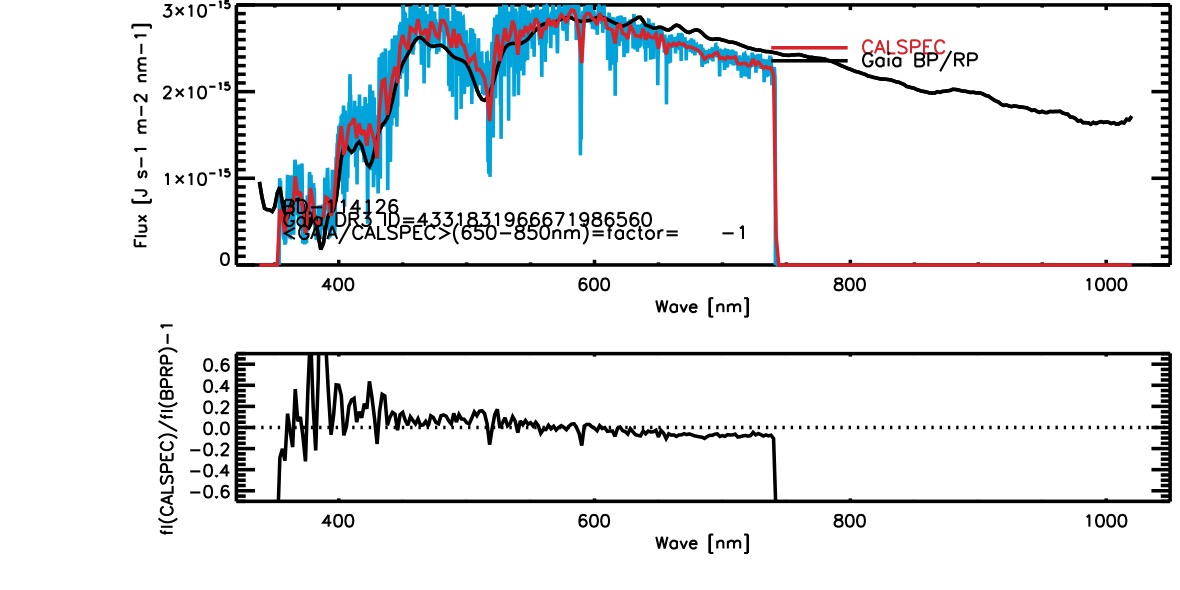 3×10⁻¹⁵
2×10⁻¹⁵
1×10⁻¹⁵
0
Flux [J s−1 m−2 nm−1]
CALSPEC
Gaia BP/RP
BD−114126
Gaia DR3 ID=4331831966671986560
<GAIA/CALSPEC>(650−850nm)=factor= −1
400 600 800 1000
Wave [nm]
fl(CALSPEC)/fl(BPRP)−1
0.6
0.4
0.2
0.0
−0.2
−0.4
−0.6
400 600 800 1000
Wave [nm]